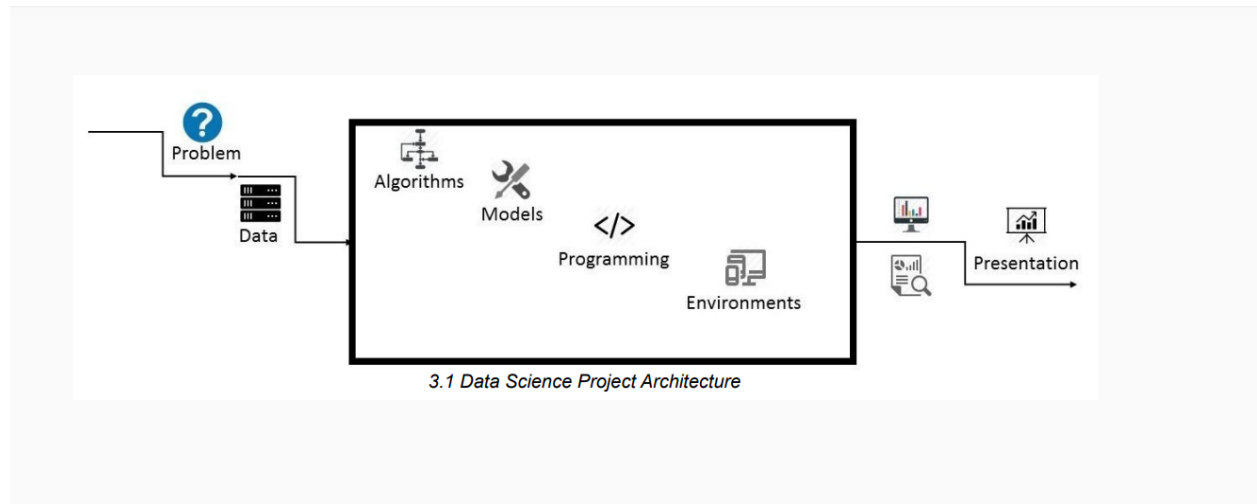 Problem
Data
Algorithms
Models
</>
Programming
Environments
Presentation
3.1 Data Science Project Architecture